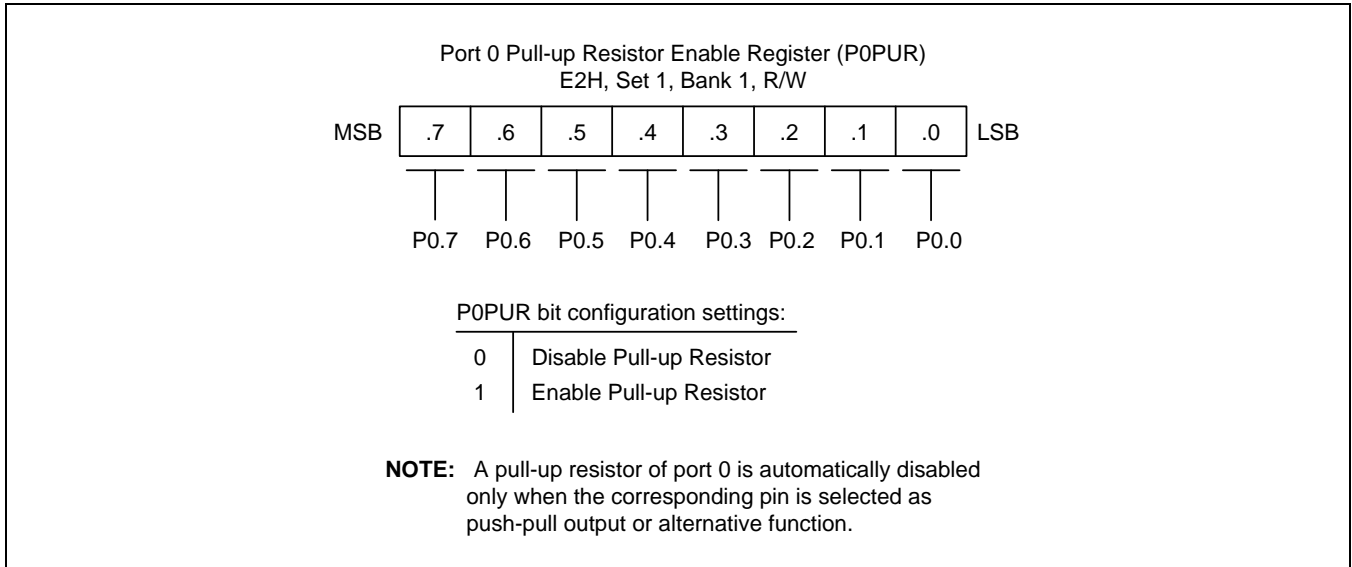 Port 0 Pull-up Resistor Enable Register (P0PUR)
E2H, Set 1, Bank 1, R/W
MSB .7 .6 .5 .4 .3 .2 .1 .0 LSB
P0.7 P0.6 P0.5 P0.4 P0.3 P0.2 P0.1 P0.0
P0PUR bit configuration settings:
0 Disable Pull-up Resistor
1 Enable Pull-up Resistor
NOTE: A pull-up resistor of port 0 is automatically disabled
only when the corresponding pin is selected as
push-pull output or alternative function.